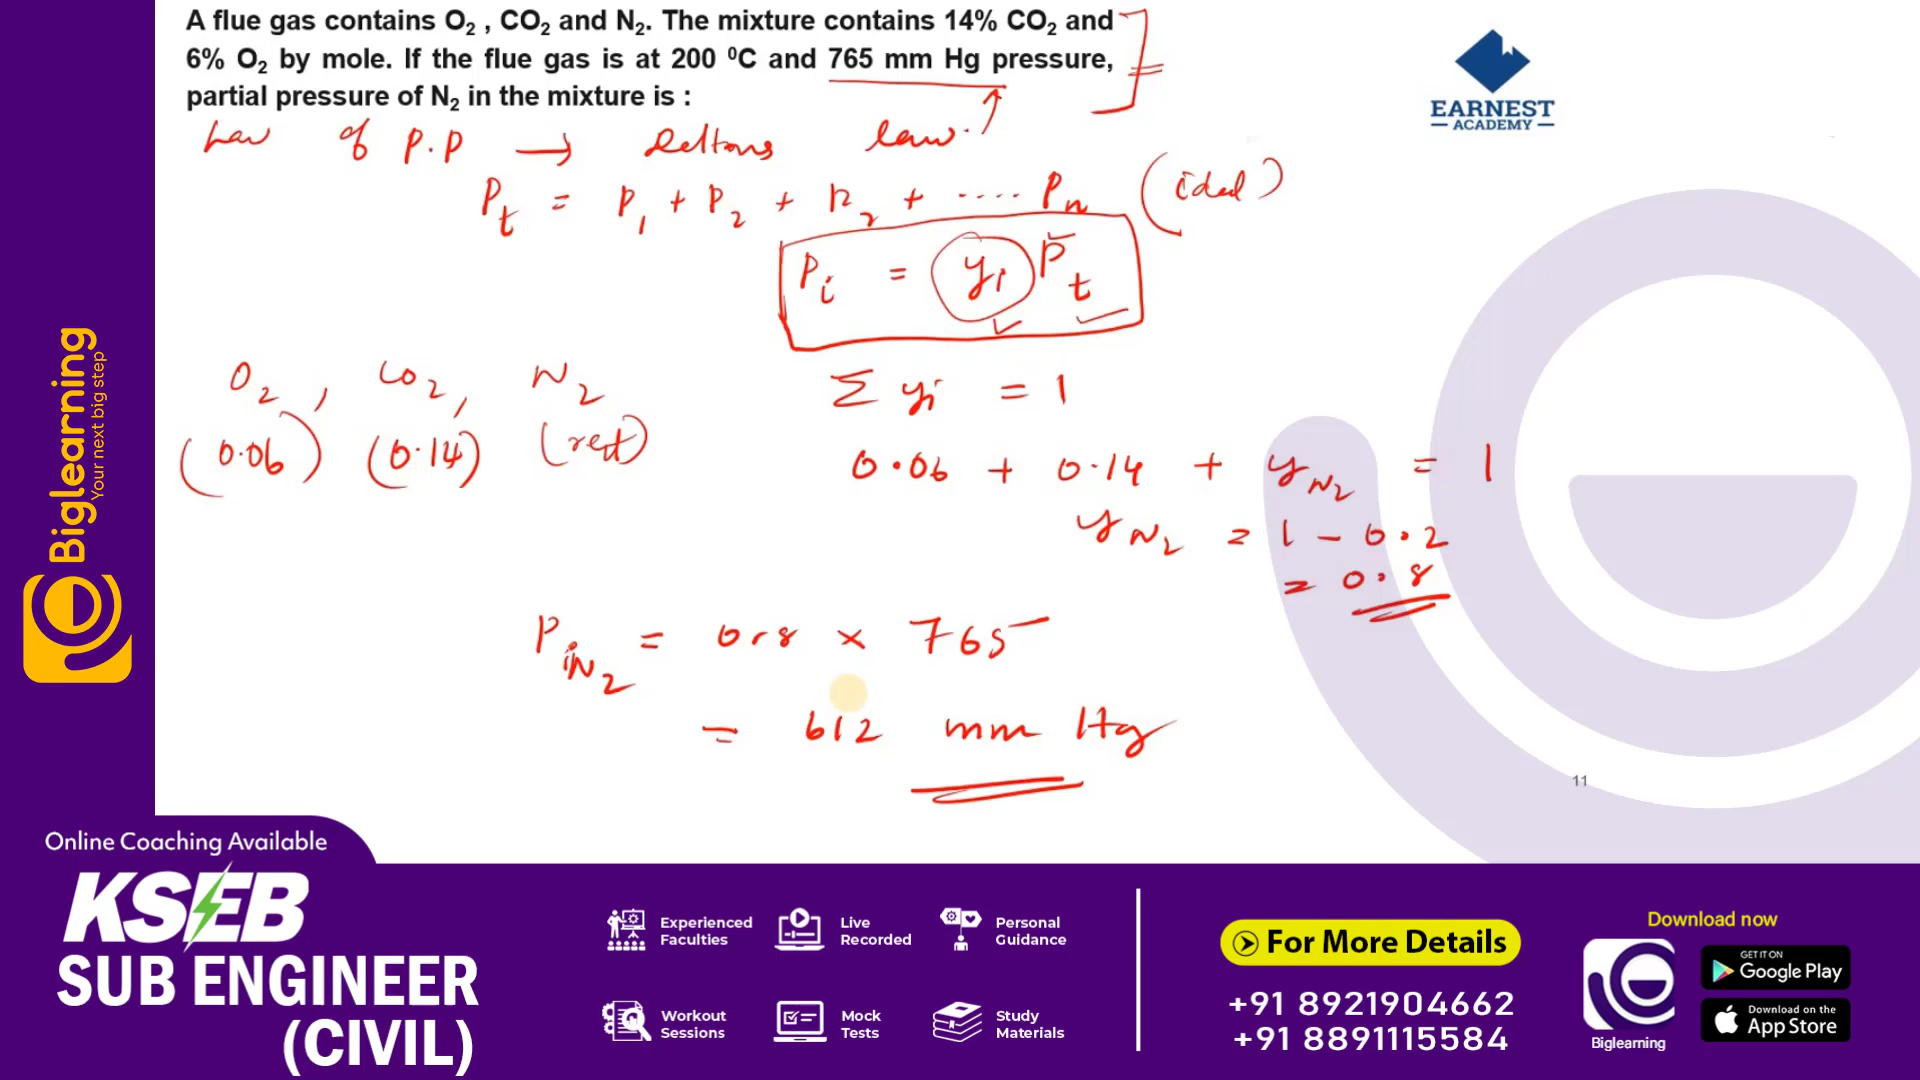 A flue gas contains O₂ , CO₂ and N₂. The mixture contains 14% CO₂ and
6% O₂ by mole. If the flue gas is at 200 ⁰C and 765 mm Hg pressure,
partial pressure of N₂ in the mixture is :
EARNEST
ACADEMY
Law of P.P → Daltons law.
Pt = P₁ + P₂ + P₃ + ..... Pn (ideal)
Pi = yi Pt
O₂ , CO₂, N₂
(0.06) (0.14) (rest)
Σ yi = 1
0.06 + 0.14 + yN₂ = 1
yN₂ = 1 - 0.2
= 0.8
PiN₂ = 0.8 × 765
= 612 mm Hg
11
Biglearning
Your next big step
Online Coaching Available
KSEB
SUB ENGINEER
(CIVIL)
Experienced
Faculties
Live
Recorded
Personal
Guidance
Workout
Sessions
Mock
Tests
Study
Materials
For More Details
+91 8921904662
+91 8891115584
Download now
Biglearning
GET IT ON
Google Play
Download on the
App Store